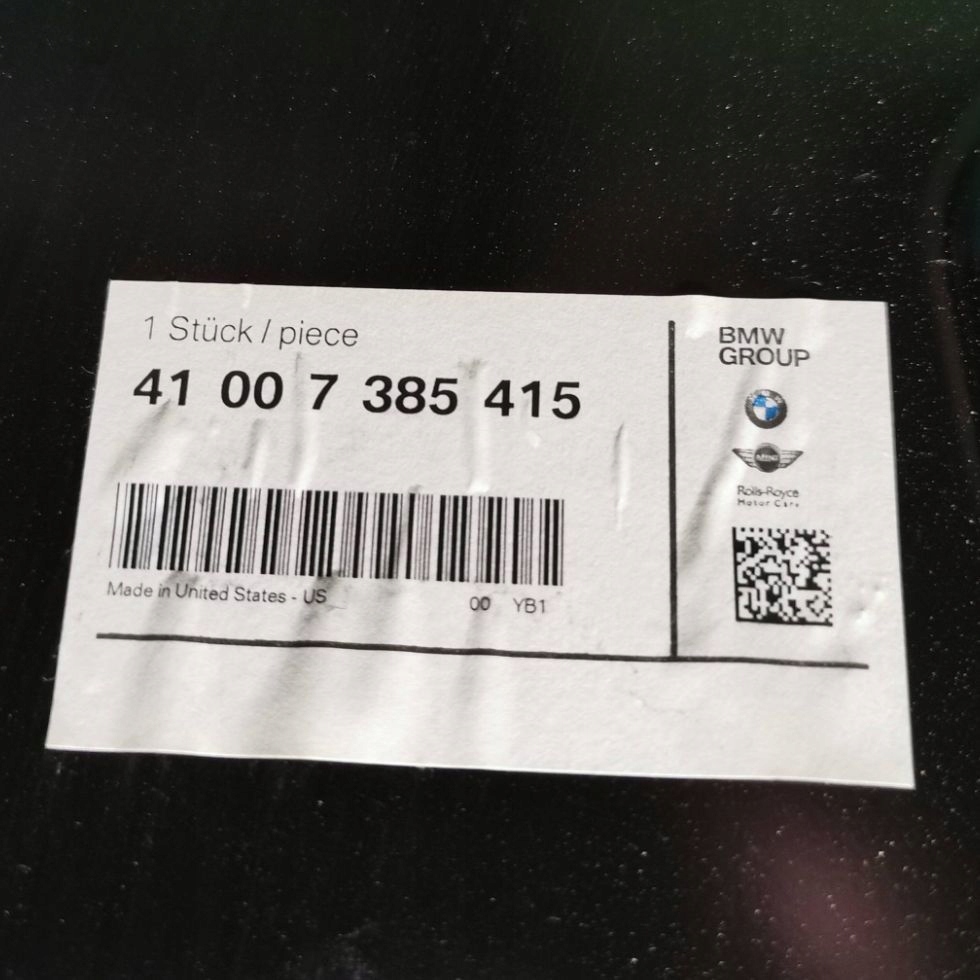 1 Stück / piece
41 00 7 385 415
Made in United States - US
00 YB1
BMW
GROUP
MINI
Rolls-Royce
Motor Cars